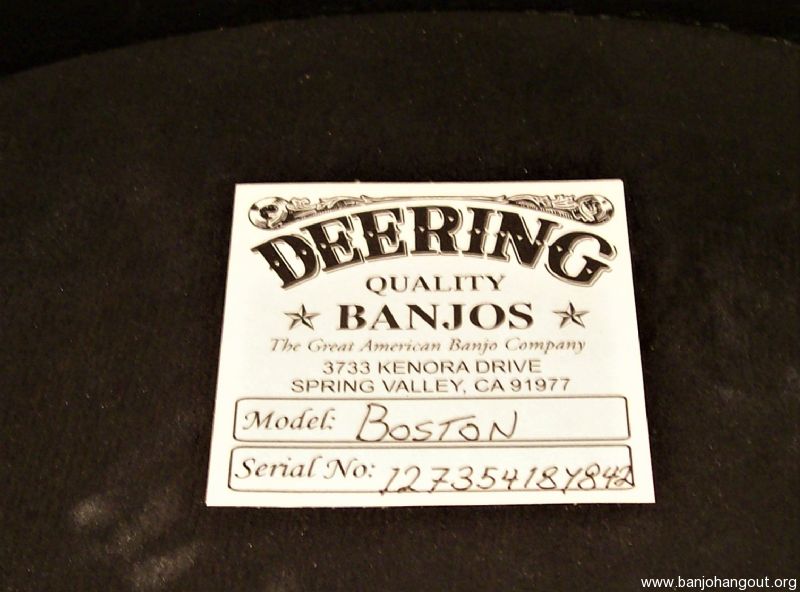 DEERING
QUALITY
BANJOS
The Great American Banjo Company
3733 KENORA DRIVE
SPRING VALLEY, CA 91977
Model: BOSTON
Serial No: 127354184842
www.banjohangout.org